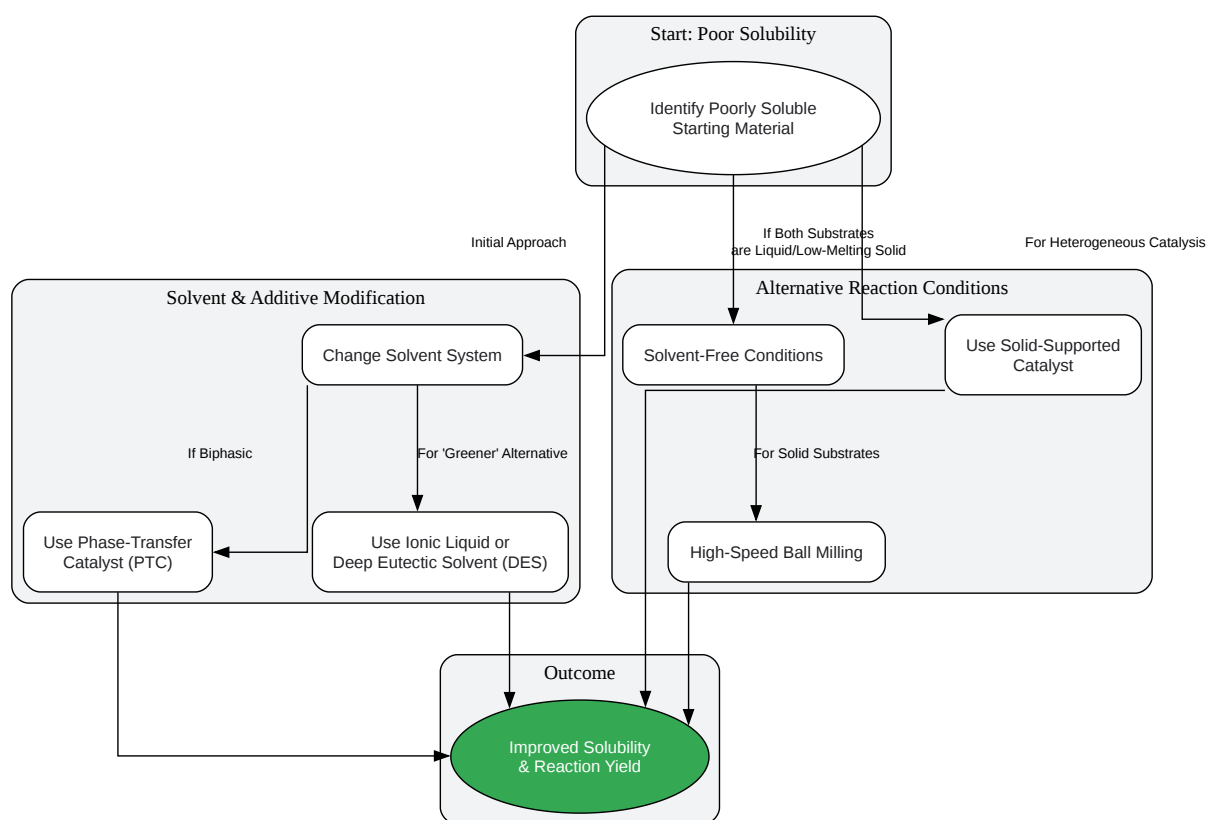 Start: Poor Solubility
Identify Poorly Soluble
Starting Material
Initial Approach
If Both Substrates
are Liquid/Low-Melting Solid
For Heterogeneous Catalysis
Solvent & Additive Modification
Change Solvent System
If Biphasic
For 'Greener' Alternative
Use Phase-Transfer
Catalyst (PTC)
Use Ionic Liquid or
Deep Eutectic Solvent (DES)
Alternative Reaction Conditions
Solvent-Free Conditions
Use Solid-Supported
Catalyst
For Solid Substrates
High-Speed Ball Milling
Outcome
Improved Solubility
& Reaction Yield